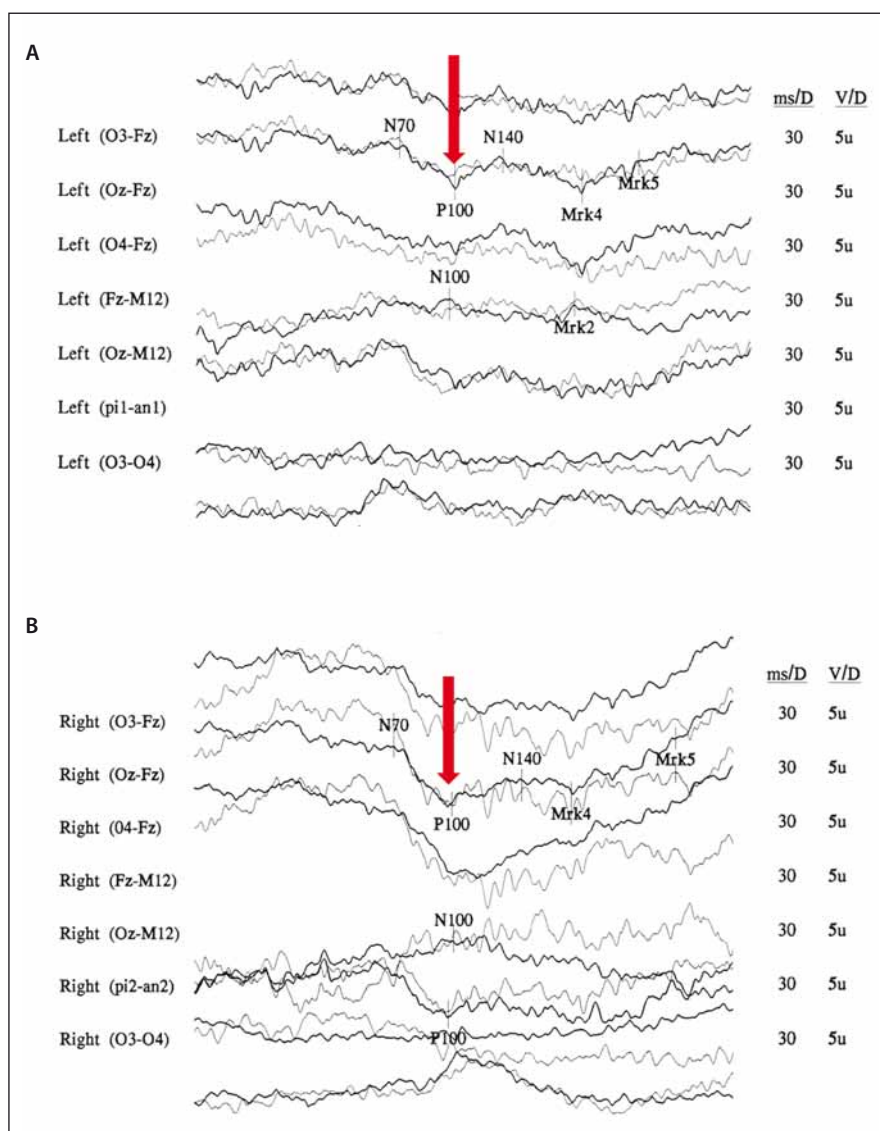 A
ms/D V/D
Left (O3-Fz) N70 N140 30 5u
Mrk5
Left (Oz-Fz) 30 5u
P100 Mrk4
Left (O4-Fz) 30 5u
N100
Left (Fz-M12) 30 5u
Mrk2
Left (Oz-M12) 30 5u
Left (pi1-an1) 30 5u
Left (O3-O4) 30 5u
B
ms/D V/D
Right (O3-Fz) N70 30 5u
N140 Mrk5
Right (Oz-Fz) 30 5u
P100 Mrk4
Right (04-Fz) 30 5u
Right (Fz-M12) 30 5u
N100
Right (Oz-M12) 30 5u
Right (pi2-an2) 30 5u
Right (O3-O4) P100 30 5u